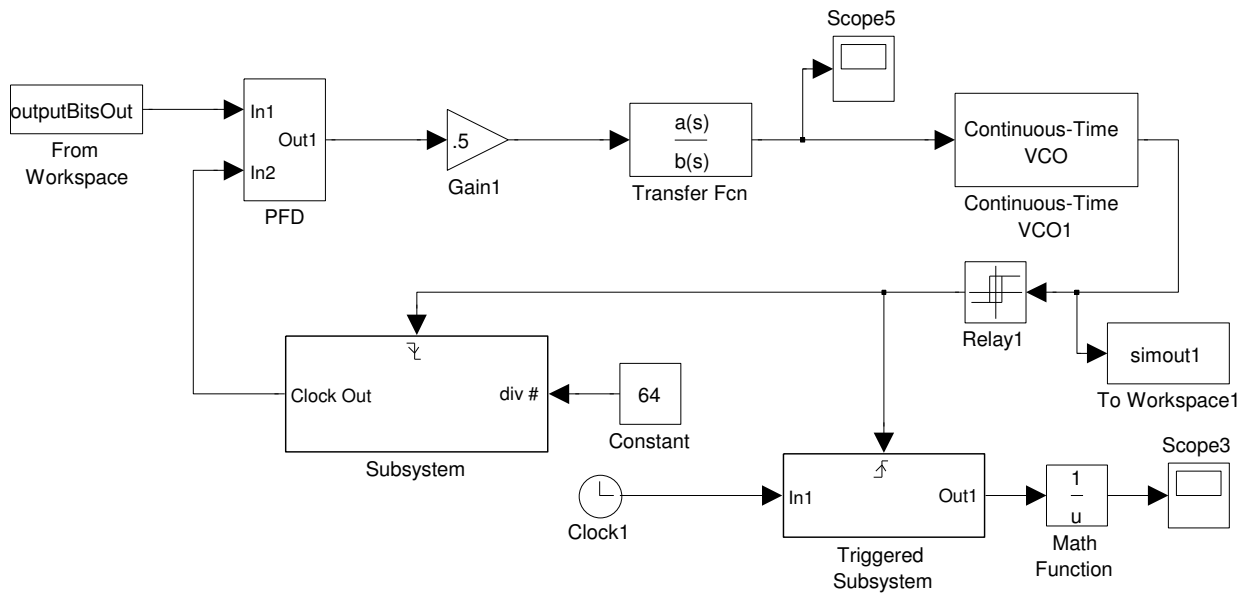 Scope5
outputBitsOut
From
Workspace
In1
Out1
In2
PFD
.5
Gain1
a(s)
b(s)
Transfer Fcn
Continuous-Time
VCO
Continuous-Time
VCO1
Relay1
simout1
To Workspace1
Clock Out
div #
Subsystem
64
Constant
Clock1
In1
Out1
Triggered
Subsystem
1
u
Math
Function
Scope3